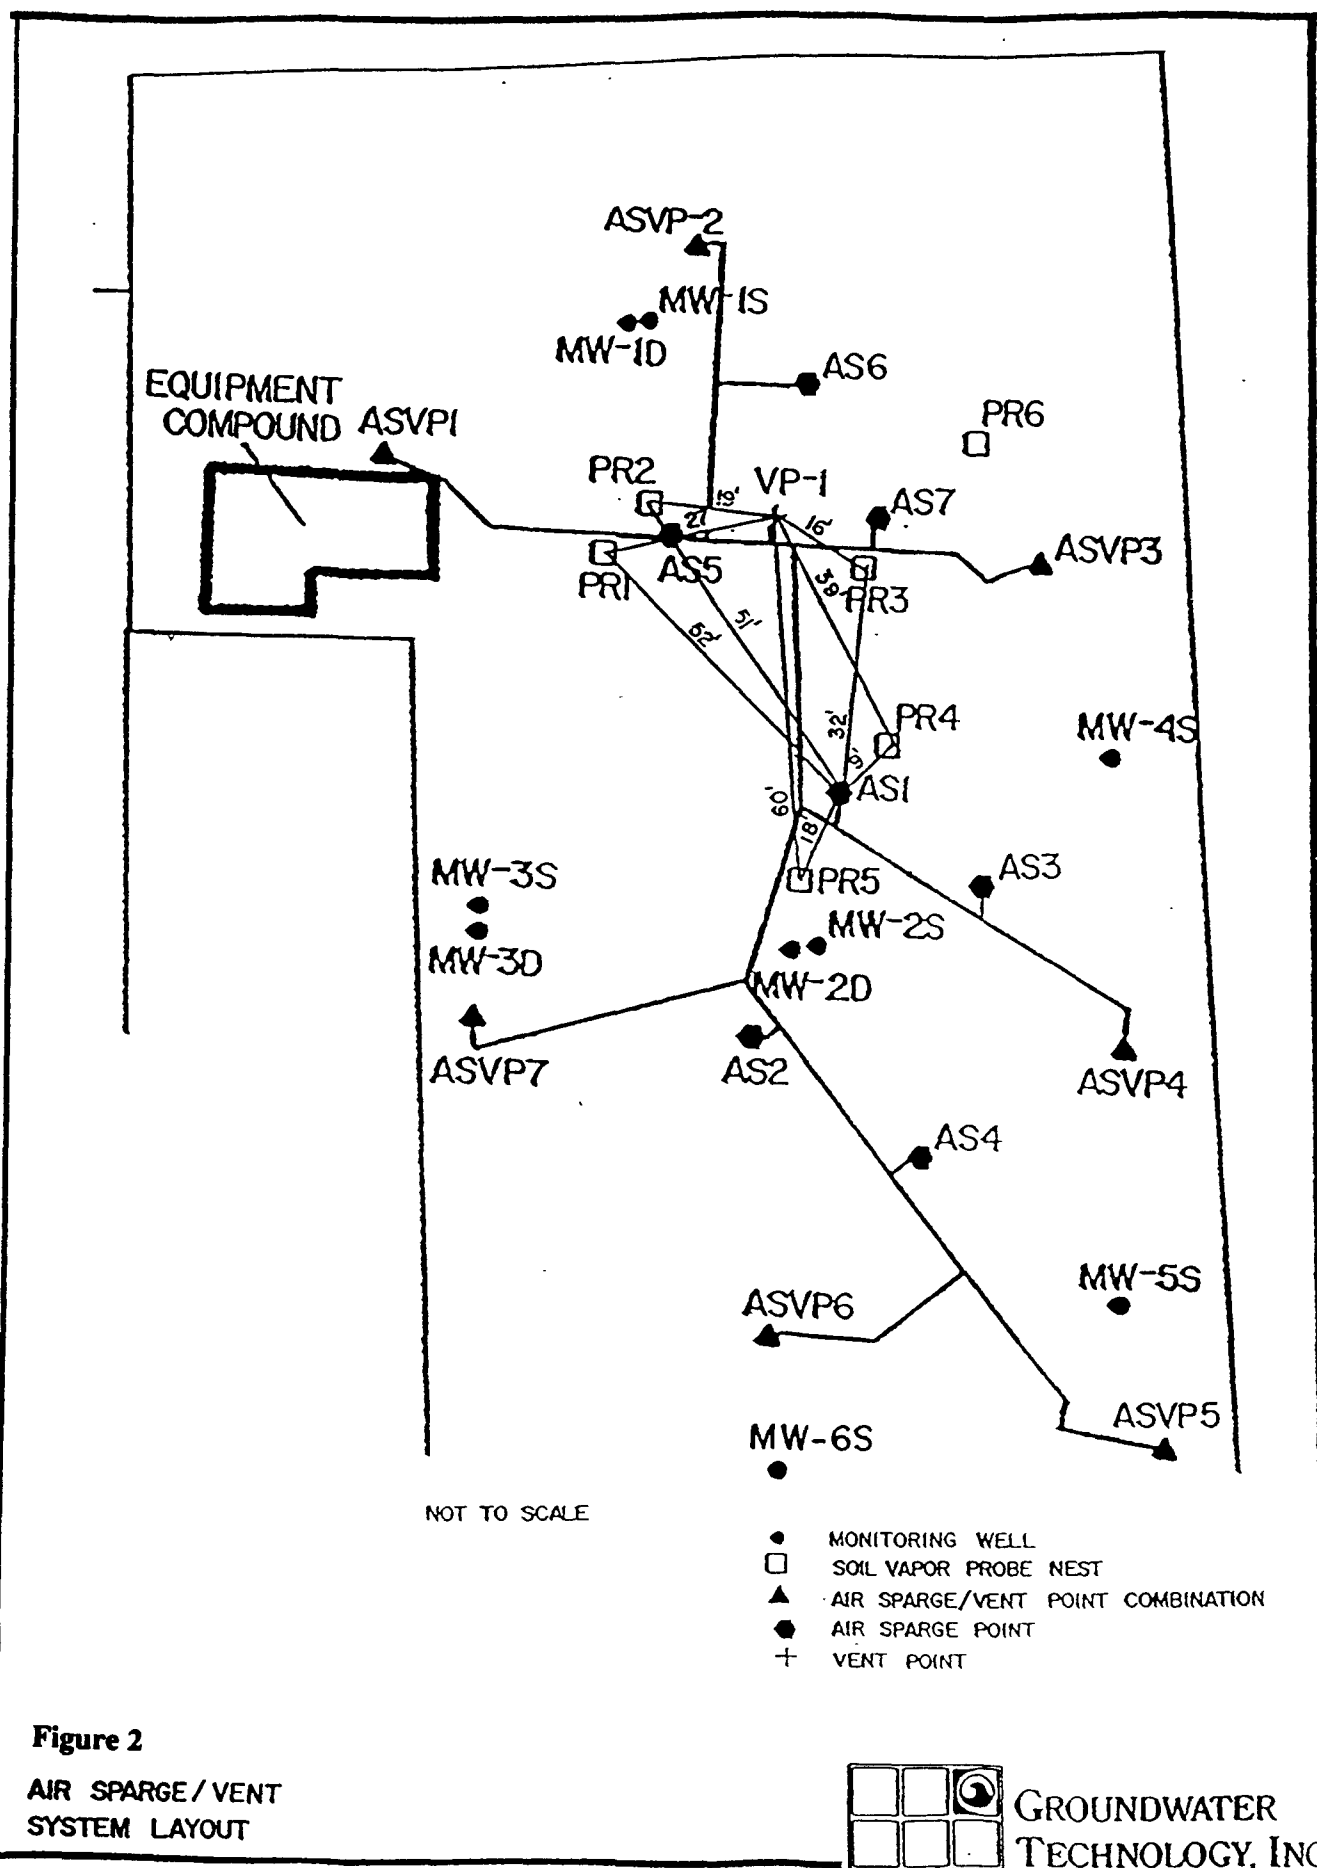 ASVP-2
MW-1S
MW-1D
AS6
EQUIPMENT
COMPOUND
ASVP1
PR6
PR2
VP-1
19'
27'
16'
AS7
ASVP3
PR1
AS5
PR3
38'
51'
52'
32'
PR4
MW-4S
9'
AS1
60'
18'
MW-3S
PR5
AS3
MW-2S
MW-3D
MW-2D
ASVP7
AS2
ASVP4
AS4
MW-5S
ASVP6
ASVP5
MW-6S
NOT TO SCALE
MONITORING WELL
SOIL VAPOR PROBE NEST
AIR SPARGE/VENT POINT COMBINATION
AIR SPARGE POINT
VENT POINT
Figure 2
AIR SPARGE/VENT
SYSTEM LAYOUT
GROUNDWATER
TECHNOLOGY, INC